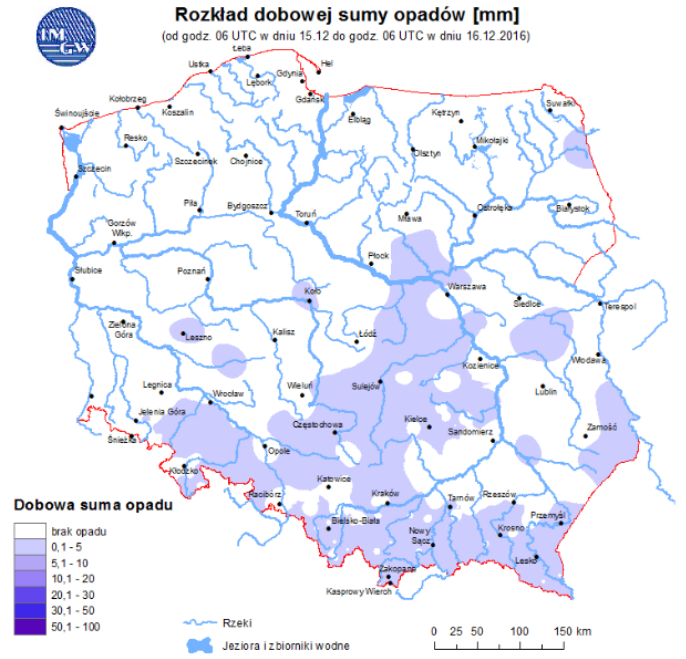 Rozkład dobowej sumy opadów [mm]
(od godz. 06 UTC w dniu 15.12 do godz. 06 UTC w dniu 16.12.2016)
IM
GW
Łeba
Hel
Ustka
Gdynia
Lębork
Gdańsk
Kołobrzeg
Koszalin
Świnoujście
Elbląg
Kętrzyn
Suwałki
Resko
Szczecinek
Chojnice
Olsztyn
Mikołajki
Szczecin
Piła
Bydgoszcz
Toruń
Mława
Ostrołęka
Białystok
Gorzów
Wlkp.
Płock
Słubice
Poznań
Koło
Warszawa
Siedlce
Terespol
Zielona
Góra
Leszno
Kalisz
Łódź
Kozienice
Włodawa
Legnica
Wrocław
Wieluń
Sulejów
Lublin
Jelenia Góra
Śnieżka
Częstochowa
Kielce
Sandomierz
Zamość
Opole
Kłodzko
Racibórz
Katowice
Kraków
Tarnów
Rzeszów
Przemyśl
Bielsko-Biała
Nowy
Sącz
Krosno
Lesko
Zakopane
Kasprowy Wierch
Dobowa suma opadu
brak opadu
0,1 - 5
5,1 - 10
10,1 - 20
20,1 - 30
30,1 - 50
50,1 - 100
Rzeki
Jeziora i zbiorniki wodne
0 25 50 100 150 km